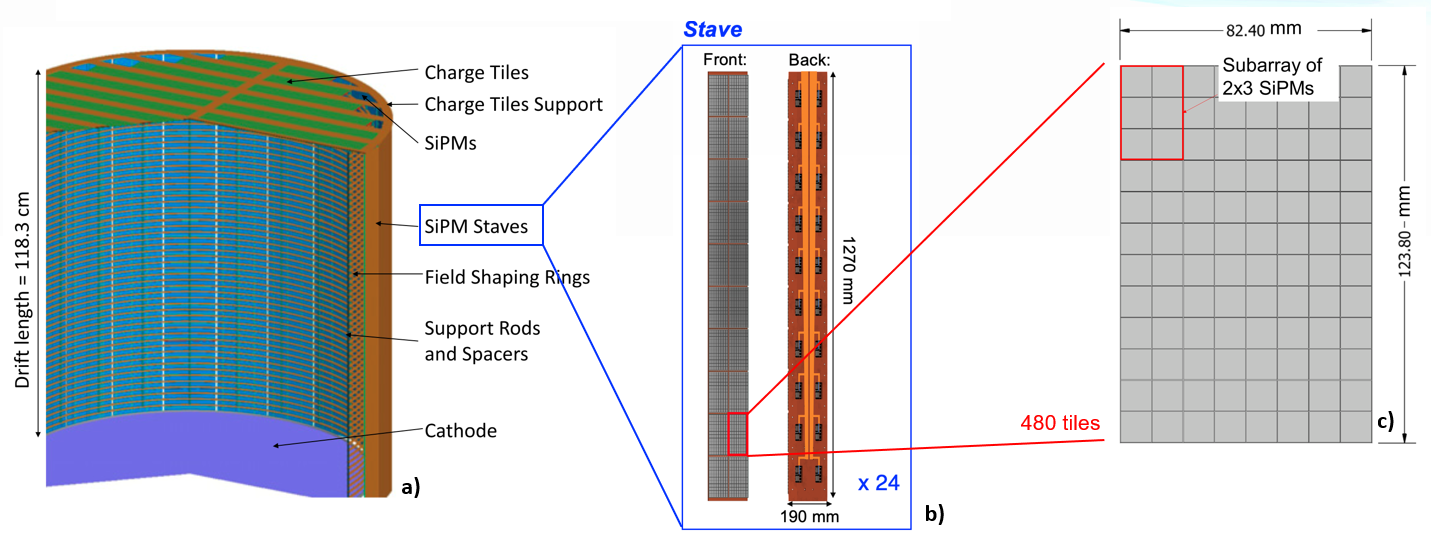 Drift length = 118.3 cm
Charge Tiles
Charge Tiles Support
SiPMs
SiPM Staves
Field Shaping Rings
Support Rods
and Spacers
Cathode
a)
Stave
Front:
Back:
1270 mm
190 mm
x 24
b)
480 tiles
82.40 mm
Subarray of
2x3 SiPMs
123.80 - mm
c)